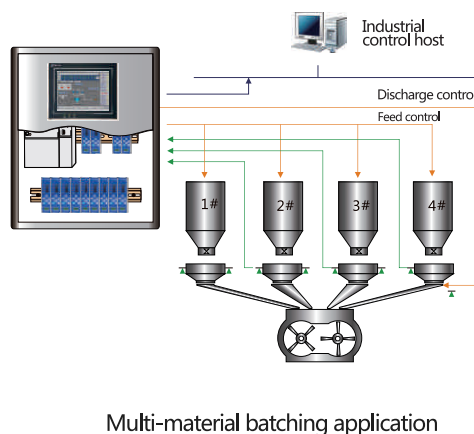 Industrial
control host
Discharge contro
Feed control
1#
2#
3#
4#
Multi-material batching application